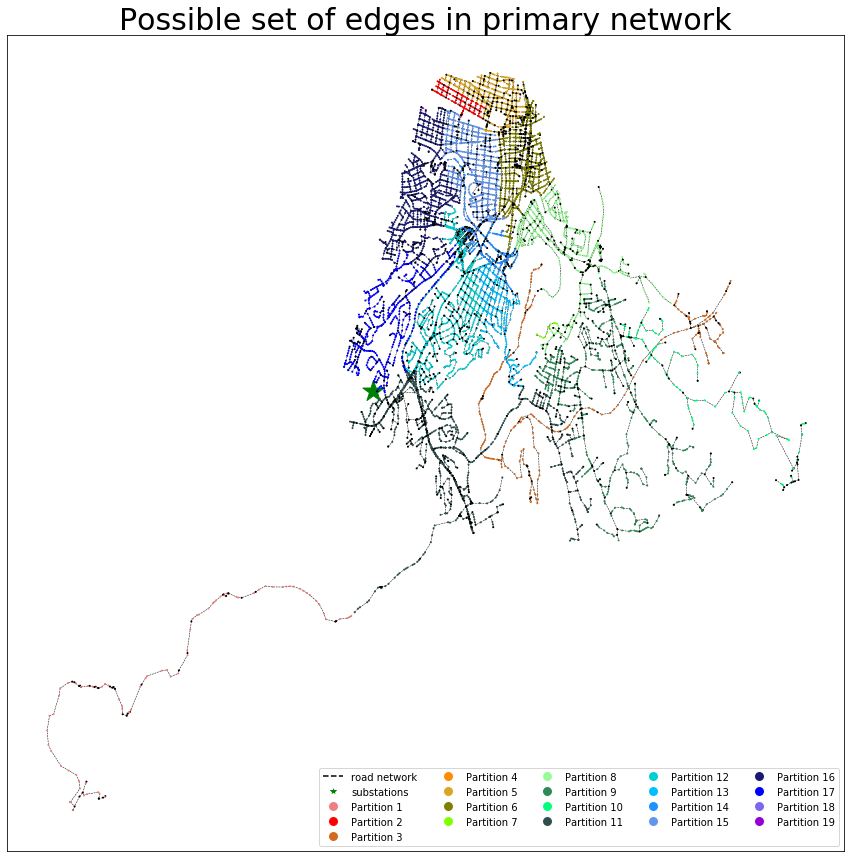 Possible set of edges in primary network
road network
substations
Partition 1
Partition 2
Partition 3
Partition 4
Partition 5
Partition 6
Partition 7
Partition 8
Partition 9
Partition 10
Partition 11
Partition 12
Partition 13
Partition 14
Partition 15
Partition 16
Partition 17
Partition 18
Partition 19